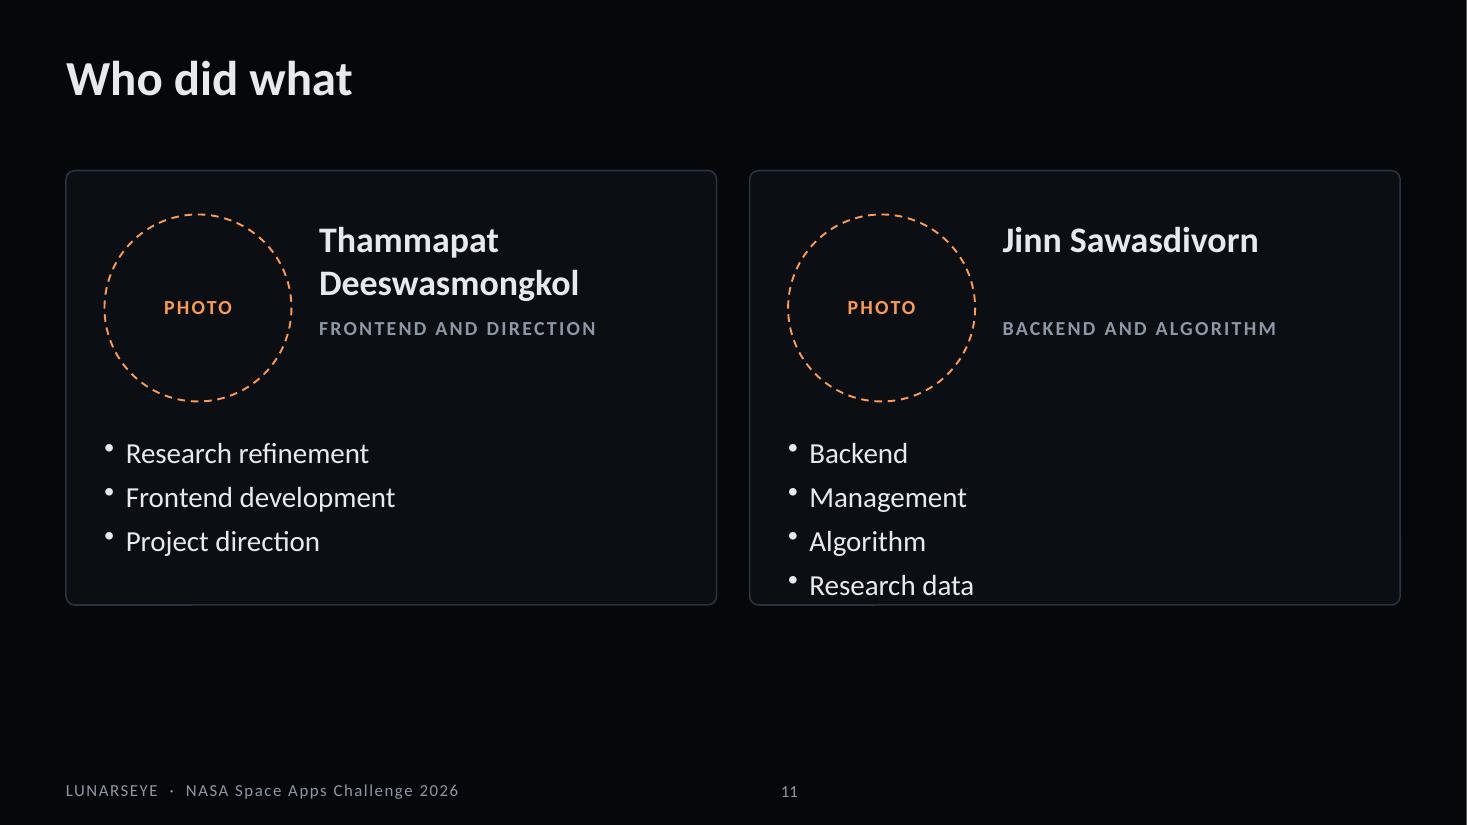 Who did what
PHOTO
Thammapat
Deeswasmongkol
FRONTEND AND DIRECTION
• Research refinement
• Frontend development
• Project direction
PHOTO
Jinn Sawasdivorn
BACKEND AND ALGORITHM
• Backend
• Management
• Algorithm
• Research data
LUNARSEYE · NASA Space Apps Challenge 2026
11